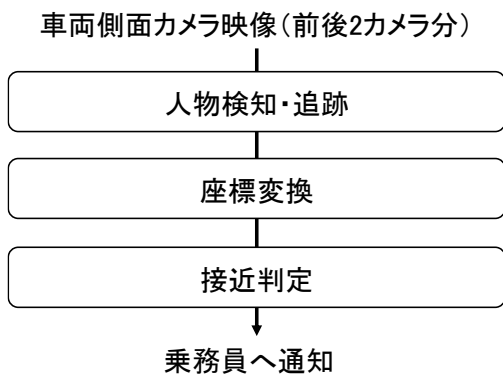 車両側面カメラ映像（前後2カメラ分）
人物検知・追跡
座標変換
接近判定
乗務員へ通知